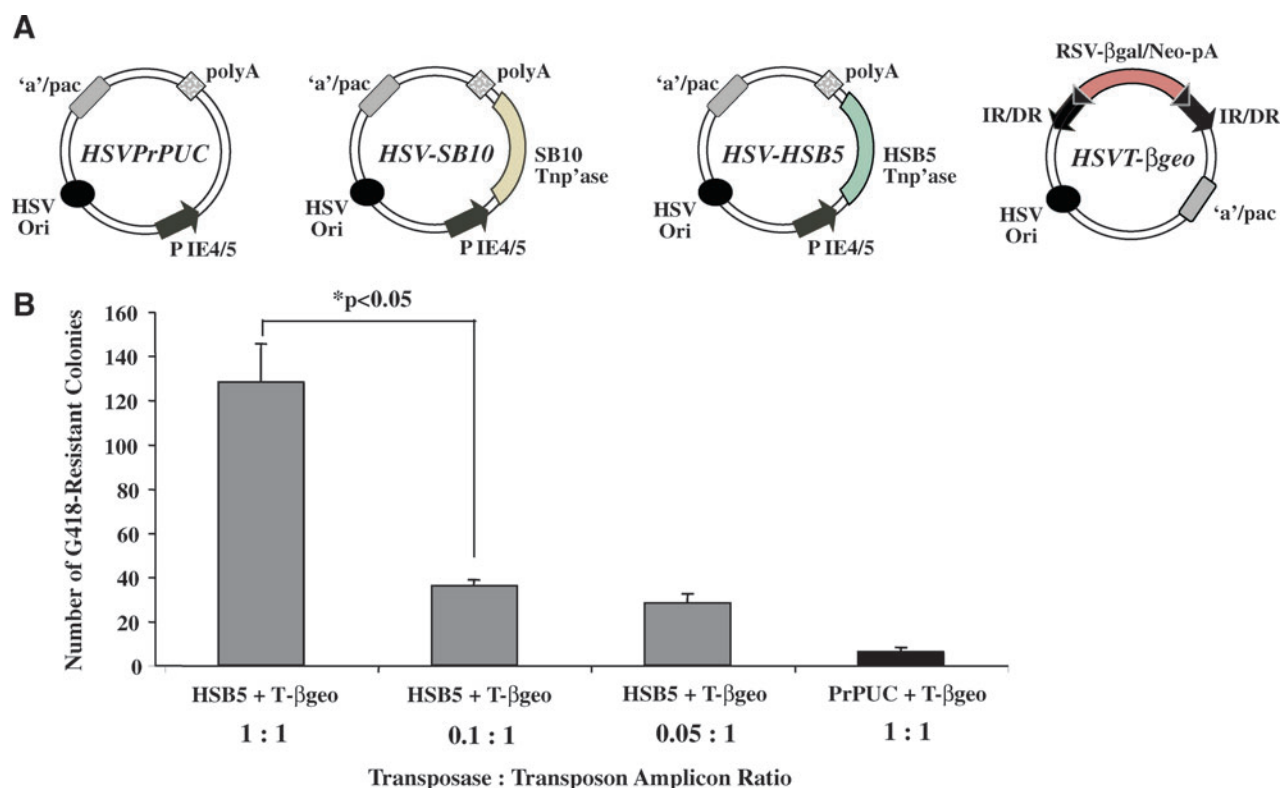 A
'a'/pac
polyA
HSVPrPUC
HSV
Ori
P IE4/5
'a'/pac
polyA
HSV-SB10
SB10
Tnp'ase
HSV
Ori
P IE4/5
'a'/pac
polyA
HSV-HSB5
HSB5
Tnp'ase
HSV
Ori
P IE4/5
RSV-βgal/Neo-pA
IR/DR
IR/DR
HSVT-βgeo
HSV
Ori
'a'/pac
B
*p<0.05
Number of G418-Resistant Colonies
160
140
120
100
80
60
40
20
0
HSB5 + T-βgeo
1 : 1
HSB5 + T-βgeo
0.1 : 1
HSB5 + T-βgeo
0.05 : 1
PrPUC + T-βgeo
1 : 1
Transposase : Transposon Amplicon Ratio